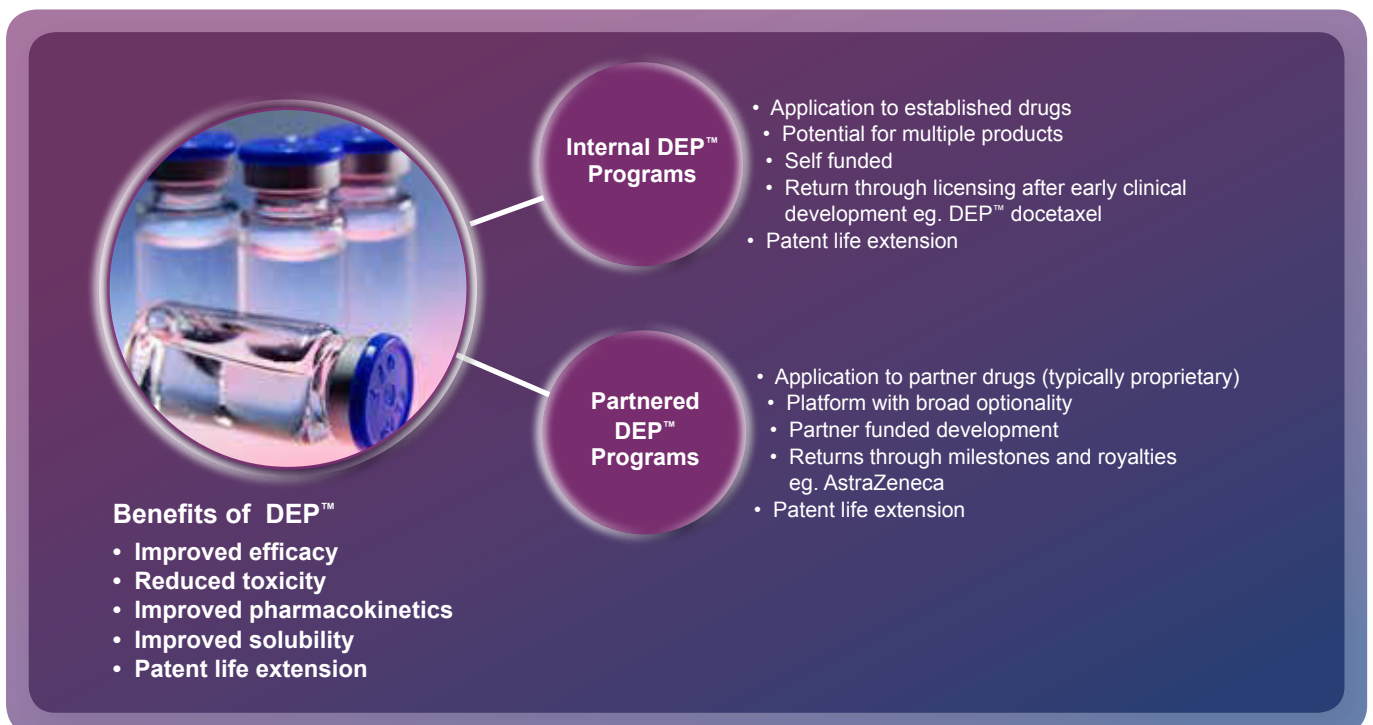 Internal DEP™
Programs
• Application to established drugs
• Potential for multiple products
• Self funded
• Return through licensing after early clinical
development eg. DEP™ docetaxel
• Patent life extension
Partnered
DEP™
Programs
• Application to partner drugs (typically proprietary)
• Platform with broad optionality
• Partner funded development
• Returns through milestones and royalties
eg. AstraZeneca
• Patent life extension
Benefits of DEP™
• Improved efficacy
• Reduced toxicity
• Improved pharmacokinetics
• Improved solubility
• Patent life extension